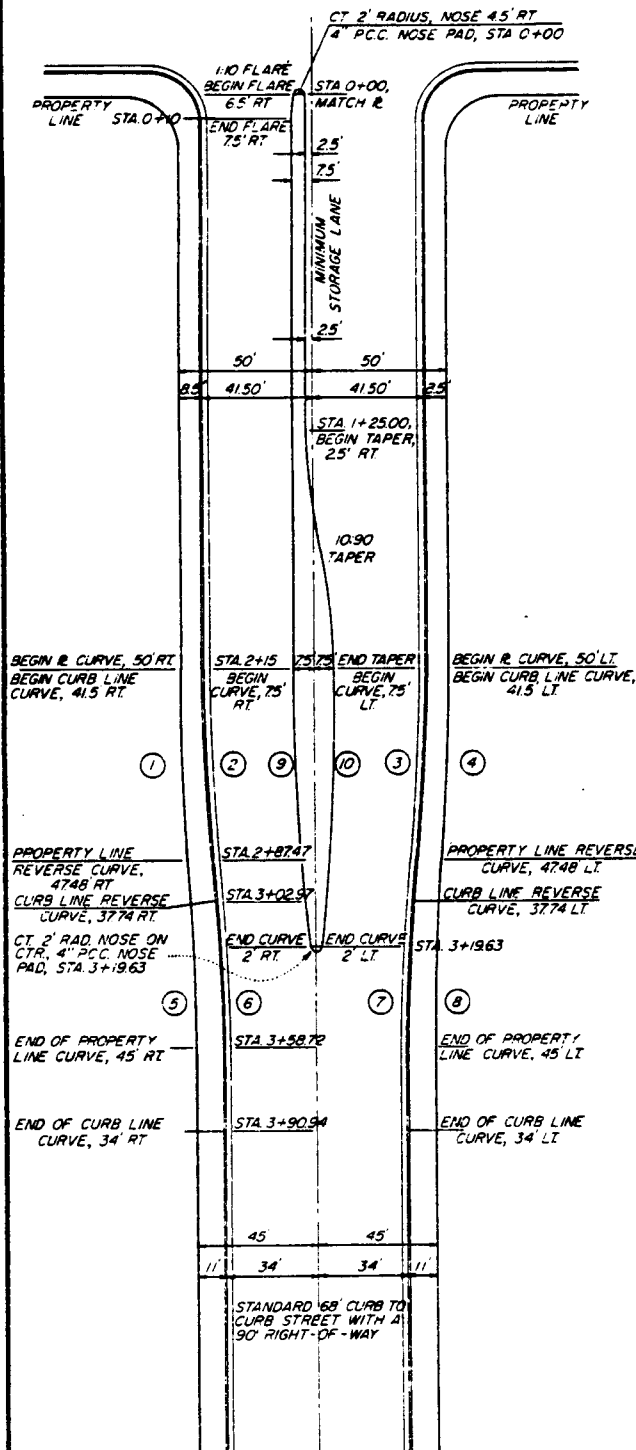 CT. 2' RADIUS, NOSE 4.5' RT
4" P.C.C. NOSE PAD, STA 0+00
1:10 FLARE
BEGIN FLARE
6.5' RT
STA. 0+00,
MATCH ℄
PROPERTY
LINE
STA. 0+10
END FLARE
7.5' RT.
PROPERTY
LINE
2.5'
7.5'
MINIMUM
STORAGE LANE
2.5'
50'
50'
8.5'
41.50'
41.50'
8.5'
STA. 1+25.00,
BEGIN TAPER,
2.5' RT.
10:90
TAPER
BEGIN ℄ CURVE, 50' RT.
BEGIN CURB LINE
CURVE, 41.5 RT.
STA. 2+15
BEGIN
CURVE, 7.5'
RT.
7.5'
7.5'
END TAPER
BEGIN
CURVE, 7.5'
LT.
BEGIN ℄ CURVE, 50' LT.
BEGIN CURB LINE CURVE,
41.5 LT.
1
2
9
10
3
4
PROPERTY LINE
REVERSE CURVE,
47.48' RT
STA. 2+87.47
PROPERTY LINE REVERSE
CURVE, 47.48' LT.
CURB LINE REVERSE
CURVE, 37.74 RT.
STA. 3+02.97
CURB LINE REVERSE
CURVE, 37.74 LT.
CT. 2' RAD. NOSE ON
CTR., 4" P.C.C. NOSE
PAD, STA. 3+19.63
END CURVE
2' RT.
END CURVE
2' LT.
STA. 3+19.63
5
6
7
8
END OF PROPERTY
LINE CURVE, 45' RT
STA. 3+58.72
END OF PROPERTY
LINE CURVE, 45' LT
END OF CURB LINE
CURVE, 34' RT
STA. 3+90.94
END OF CURB LINE
CURVE, 34' LT.
45'
45'
11'
34'
34'
11'
STANDARD 68' CURB TO
CURB STREET WITH A
90' RIGHT-OF-WAY